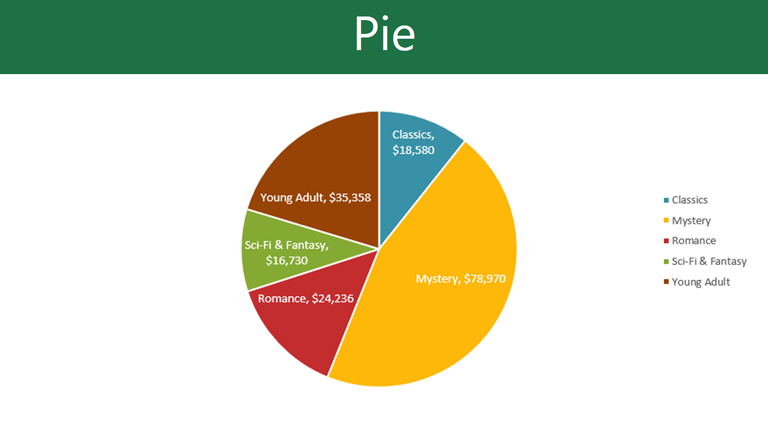 Pie
Classics,
$18,580
Young Adult, $35,358
Sci-Fi & Fantasy,
$16,730
Mystery, $78,970
Romance, $24,236
Classics
Mystery
Romance
Sci-Fi & Fantasy
Young Adult